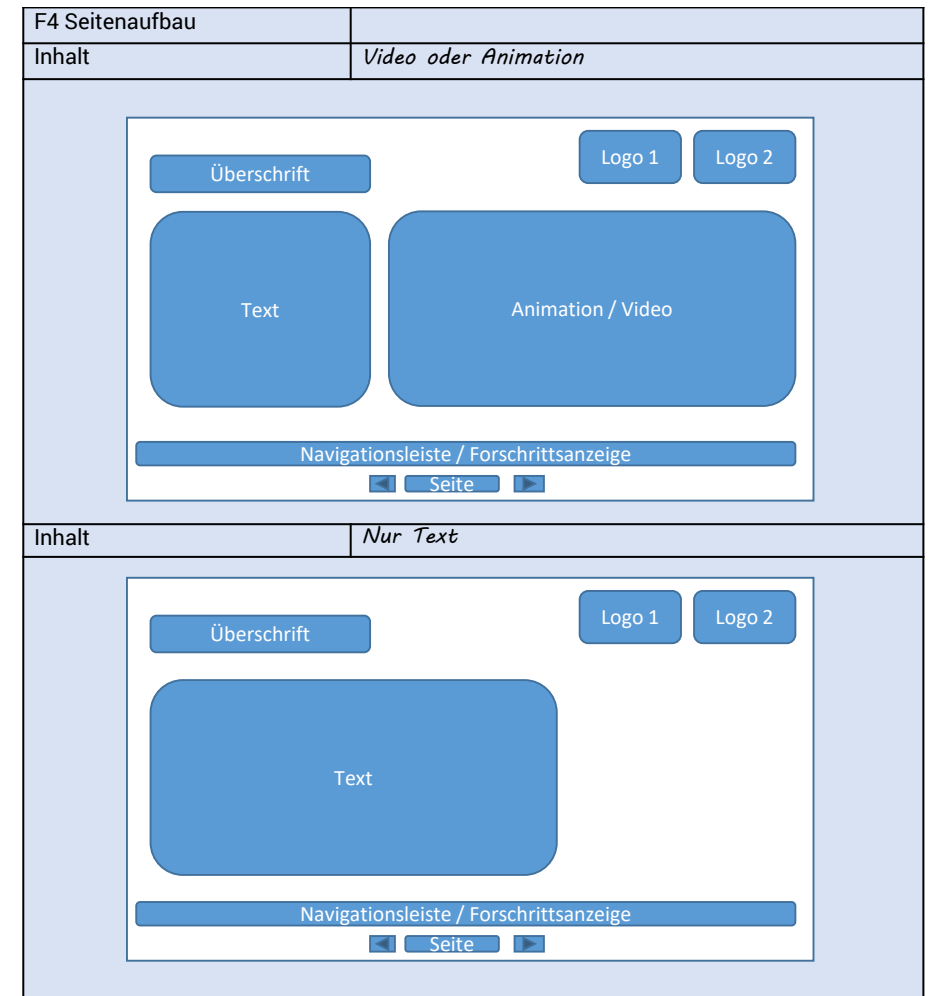 F4 Seitenaufbau
Inhalt Video oder Animation
Logo 1 Logo 2
Überschrift
Text Animation / Video
Navigationsleiste / Forschrittsanzeige
Seite
Inhalt Nur Text
Logo 1 Logo 2
Überschrift
Text
Navigationsleiste / Forschrittsanzeige
Seite